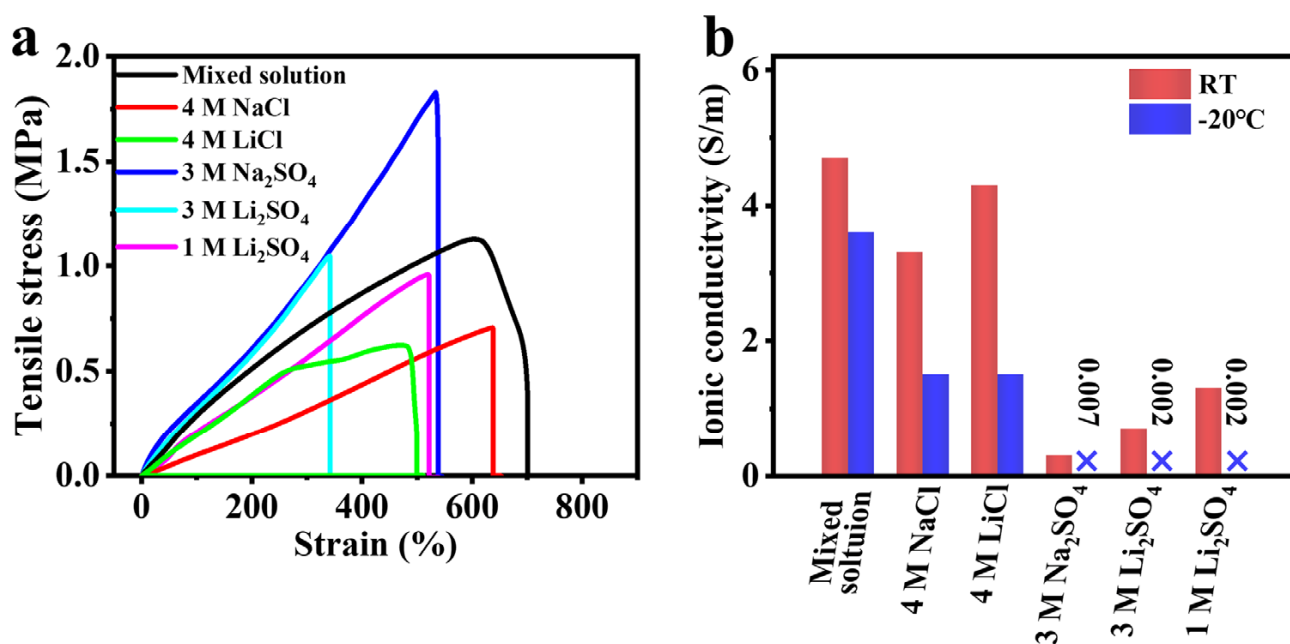 a
Tensile stress (MPa)
2.0
1.5
1.0
0.5
0.0
Mixed solution
4 M NaCl
4 M LiCl
3 M Na₂SO₄
3 M Li₂SO₄
1 M Li₂SO₄
0 200 400 600 800
Strain (%)
b
Ionic conducitvity (S/m)
6
4
2
0
RT
-20°C
0.007
0.002
0.002
Mixed
soltuion
4 M NaCl
4 M LiCl
3 M Na₂SO₄
3 M Li₂SO₄
1 M Li₂SO₄